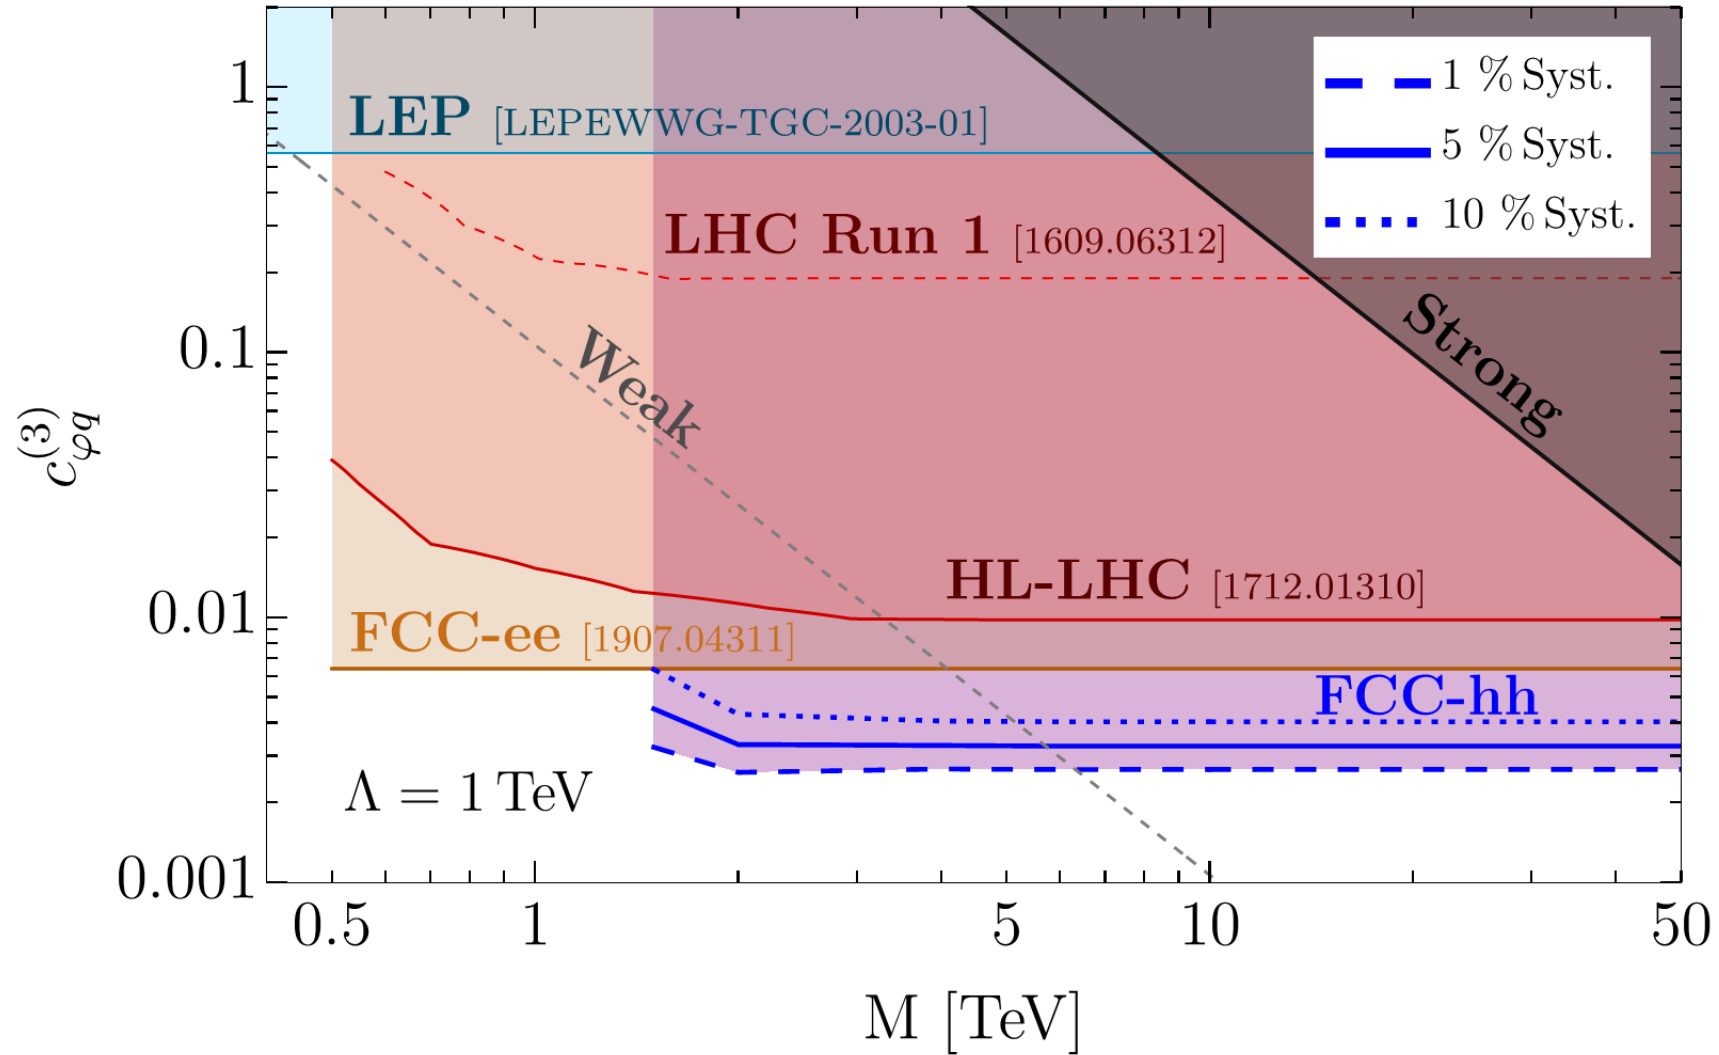 1
0.1
0.01
0.001
c_{φq}^{(3)}
LEP [LEPEWWG-TGC-2003-01]
1 % Syst.
5 % Syst.
10 % Syst.
LHC Run 1 [1609.06312]
Weak
Strong
HL-LHC [1712.01310]
FCC-ee [1907.04311]
FCC-hh
Λ = 1 TeV
0.5 1 5 10 50
M [TeV]